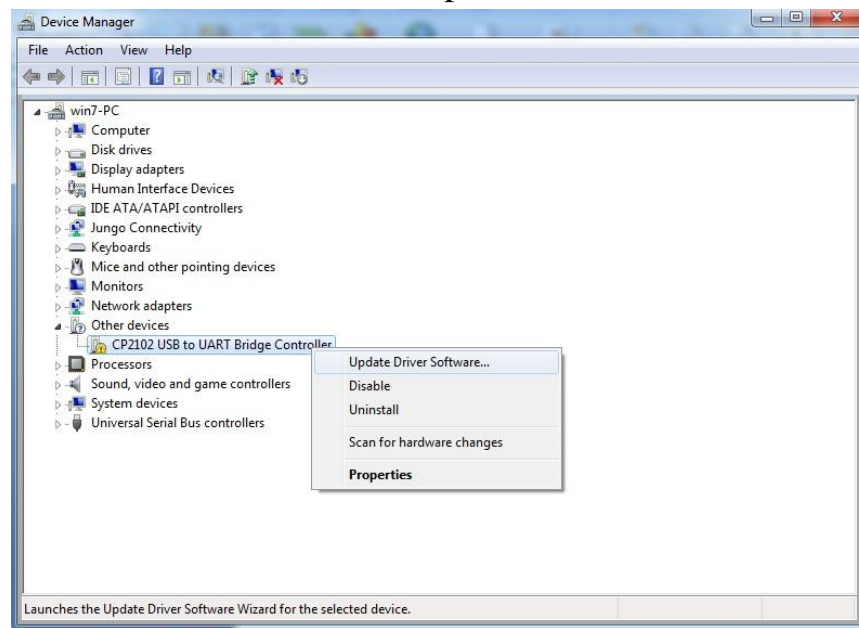 Device Manager
File Action View Help
win7-PC
Computer
Disk drives
Display adapters
Human Interface Devices
IDE ATA/ATAPI controllers
Jungo Connectivity
Keyboards
Mice and other pointing devices
Monitors
Network adapters
Other devices
CP2102 USB to UART Bridge Controller
Processors
Sound, video and game controllers
System devices
Universal Serial Bus controllers
Update Driver Software...
Disable
Uninstall
Scan for hardware changes
Properties
Launches the Update Driver Software Wizard for the selected device.